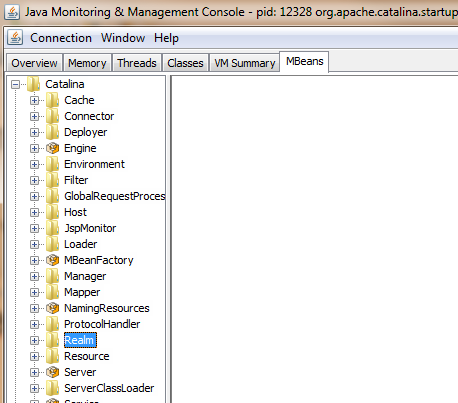 Java Monitoring & Management Console - pid: 12328 org.apache.catalina.startup
Connection Window Help
Overview Memory Threads Classes VM Summary MBeans
Catalina
Cache
Connector
Deployer
Engine
Environment
Filter
GlobalRequestProces
Host
JspMonitor
Loader
MBeanFactory
Manager
Mapper
NamingResources
ProtocolHandler
Realm
Resource
Server
ServerClassLoader